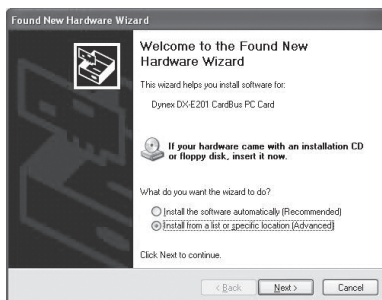 Found New Hardware Wizard
Welcome to the Found New
Hardware Wizard
This wizard helps you install software for:
Dynex DX-E201 CardBus PC Card
If your hardware came with an installation CD
or floppy disk, insert it now.
What do you want the wizard to do?
Install the software automatically (Recommended)
Install from a list or specific location (Advanced)
Click Next to continue.
< Back Next > Cancel